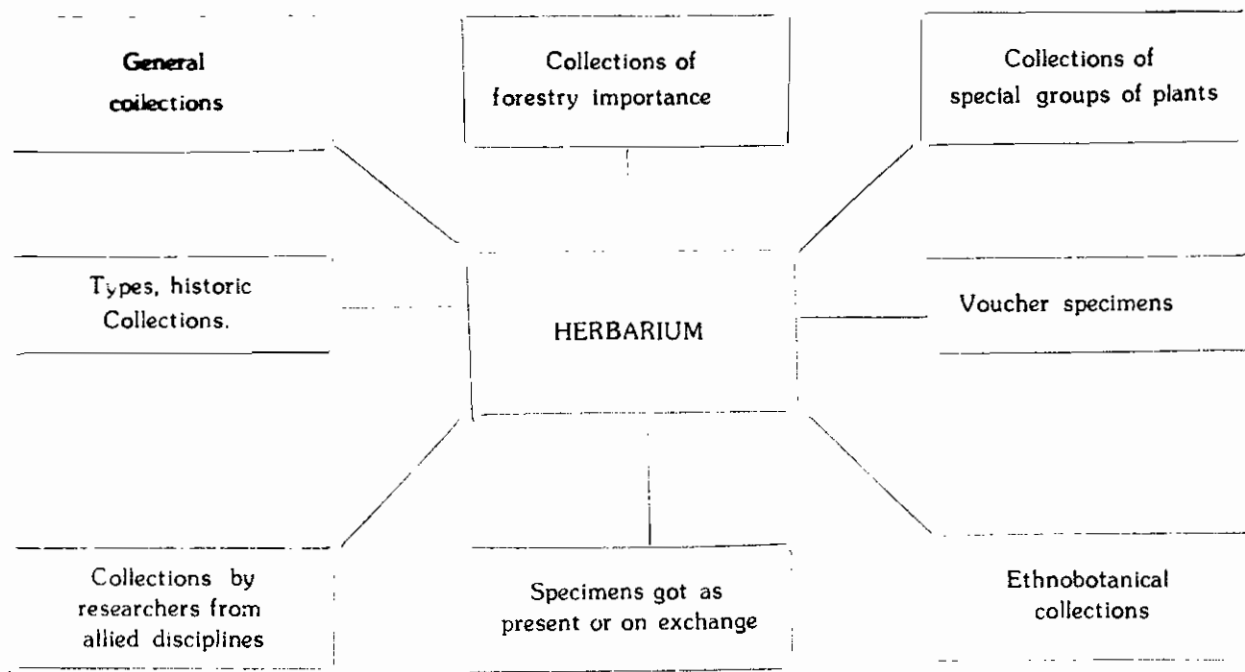 General
collections
Collections of
forestry importance
Collections of
special groups of plants
Types, historic
Collections.
HERBARIUM
Voucher specimens
Collections by
researchers from
allied disciplines
Specimens got as
present or on exchange
Ethnobotanical
collections